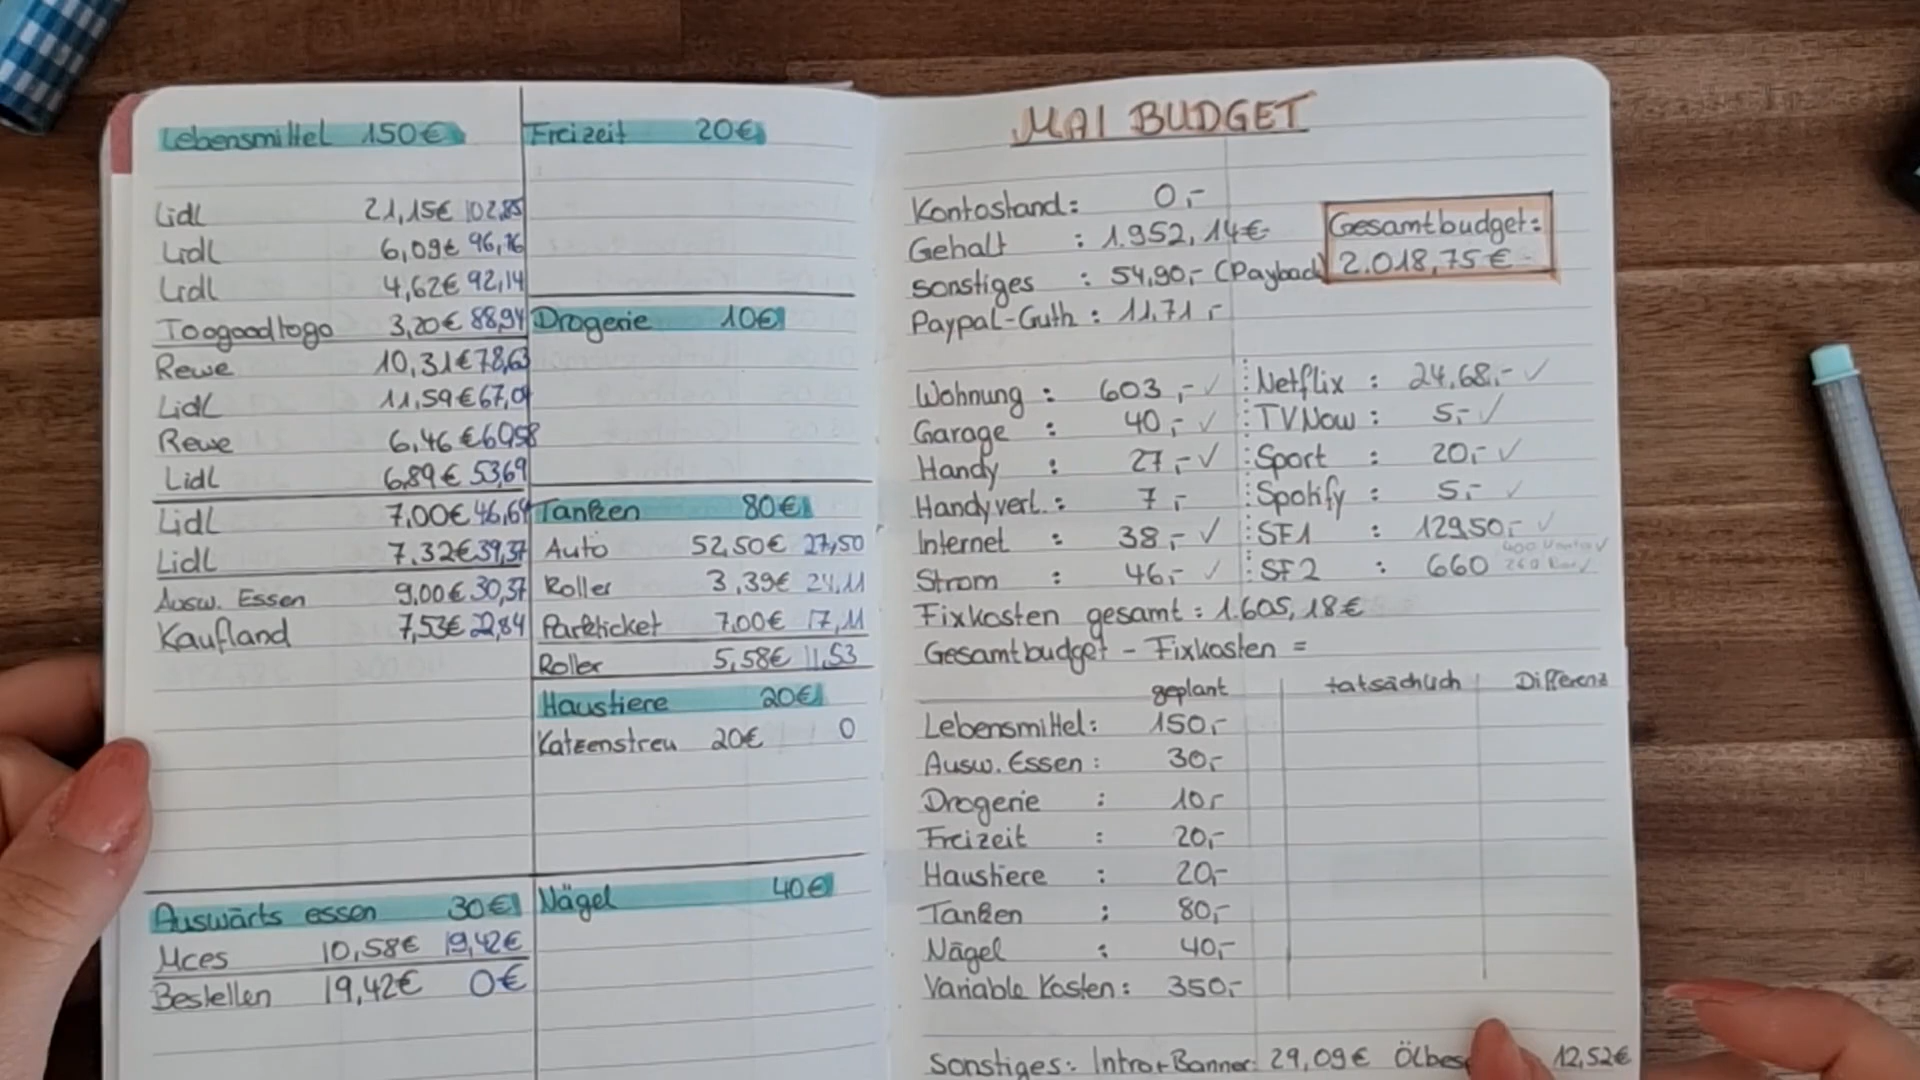 Lebensmittel 150€
Lidl 21,15€ 102,85
Lidl 6,09€ 96,76
Lidl 4,62€ 92,14
Toogoodtogo 3,20€ 88,94
Rewe 10,31€ 78,63
Lidl 11,59€ 67,04
Rewe 6,46€ 60,58
Lidl 6,89€ 53,69
Lidl 7,00€ 46,69
Lidl 7,32€ 39,37
Ausw. Essen 9,00€ 30,37
Kaufland 7,53€ 22,84
Auswärts essen 30€
Mces 10,58€ 19,42€
Bestellen 19,42€ 0€
Freizeit 20€
Drogerie 10€
Tanken 80€
Auto 52,50€ 27,50
Roller 3,39€ 24,11
Parkticket 7,00€ 17,11
Roller 5,58€ 11,53
Haustiere 20€
Katzenstreu 20€ 0
Nägel 40€
MAI BUDGET
Kontostand: 0,-
Gehalt : 1.952,14€
Sonstiges : 54,90,- (Payback)
Paypal-Guth : 11,71,-
Gesamtbudget:
2.018,75€
Wohnung : 603,- ✓
Garage : 40,- ✓
Handy : 27,- ✓
Handyverl.: 7,-
Internet : 38,- ✓
Strom : 46,- ✓
Netflix : 24,68,- ✓
TVNow : 5,- ✓
Sport : 20,- ✓
Spotify : 5,- ✓
SF1 : 129,50,- ✓
SF2 : 660
Fixkosten gesamt : 1.605,18€
Gesamtbudget - Fixkosten =
geplant tatsächlich Differenz
Lebensmittel: 150,-
Ausw. Essen : 30,-
Drogerie : 10,-
Freizeit : 20,-
Haustiere : 20,-
Tanken : 80,-
Nägel : 40,-
Variable Kosten: 350,-
Sonstiges: Intro+Banner: 29,09€ 12,52€